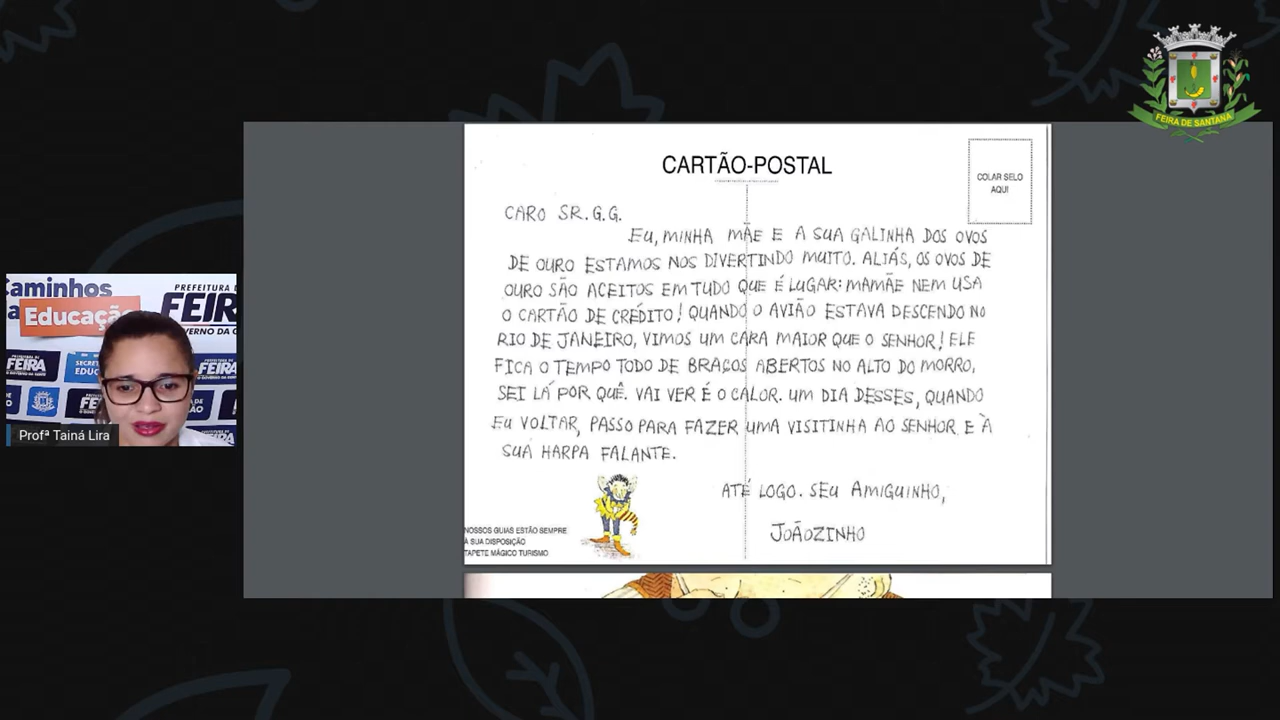 FEIRA DE SANTANA
CARTÃO-POSTAL
COLAR SELO
AQUI
CARO SR. G.G.
EU, MINHA MÃE E A SUA GALINHA DOS OVOS
DE OURO ESTAMOS NOS DIVERTINDO MUITO. ALIÁS, OS OVOS DE
OURO SÃO ACEITOS EM TUDO QUE É LUGAR: MAMÃE NEM USA
O CARTÃO DE CRÉDITO! QUANDO O AVIÃO ESTAVA DESCENDO NO
RIO DE JANEIRO, VIMOS UM CARA MAIOR QUE O SENHOR! ELE
FICA O TEMPO TODO DE BRAÇOS ABERTOS NO ALTO DO MORRO,
SEI LÁ POR QUÊ. VAI VER É O CALOR. UM DIA DESSES, QUANDO
EU VOLTAR, PASSO PARA FAZER UMA VISITINHA AO SENHOR E À
SUA HARPA FALANTE.
ATÉ LOGO. SEU AMIGUINHO,
JOÃOZINHO
NOSSOS GUIAS ESTÃO SEMPRE
À SUA DISPOSIÇÃO
TAPETE MÁGICO TURISMO
Caminhos
da Educação
PREFEITURA D
FEIR
VERNO DA
FEIRA
FEIRA
Profª Tainá Lira